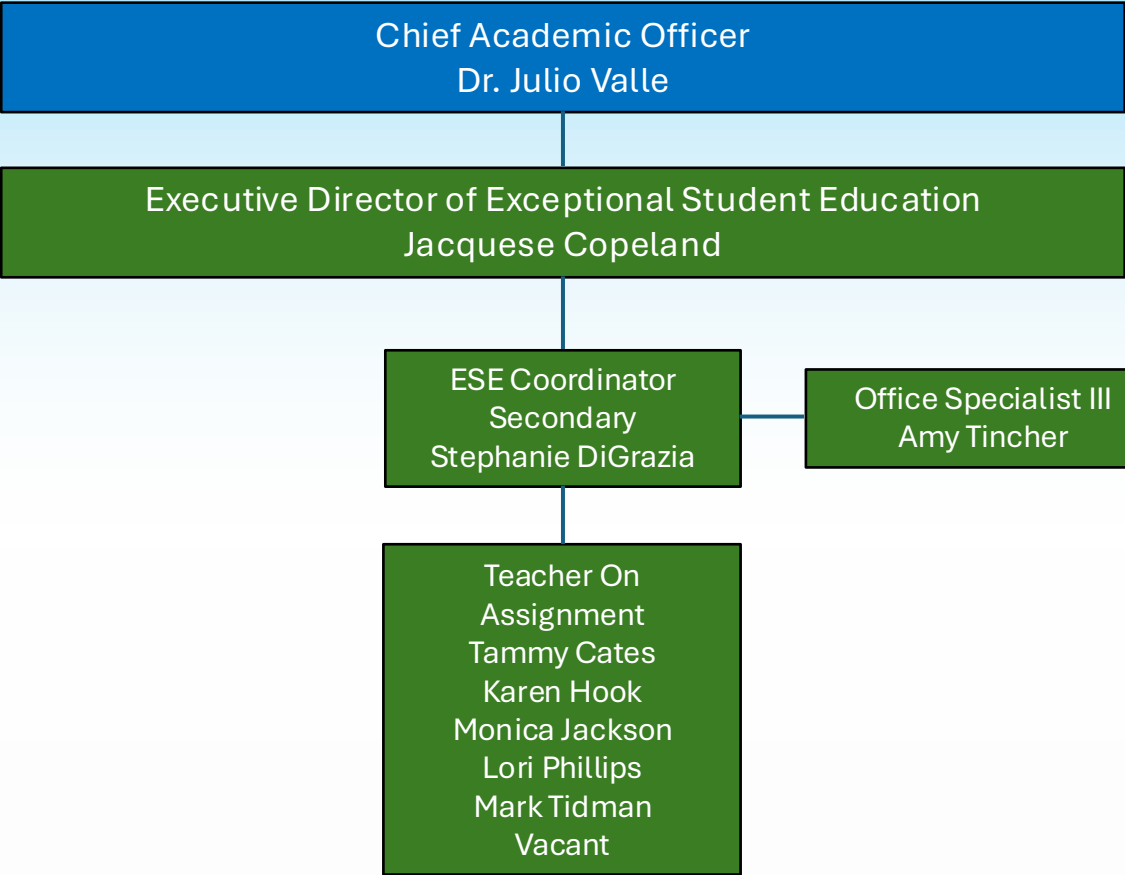 Chief Academic Officer
Dr. Julio Valle
Executive Director of Exceptional Student Education
Jacquese Copeland
ESE Coordinator
Secondary
Stephanie DiGrazia
Office Specialist III
Amy Tincher
Teacher On
Assignment
Tammy Cates
Karen Hook
Monica Jackson
Lori Phillips
Mark Tidman
Vacant